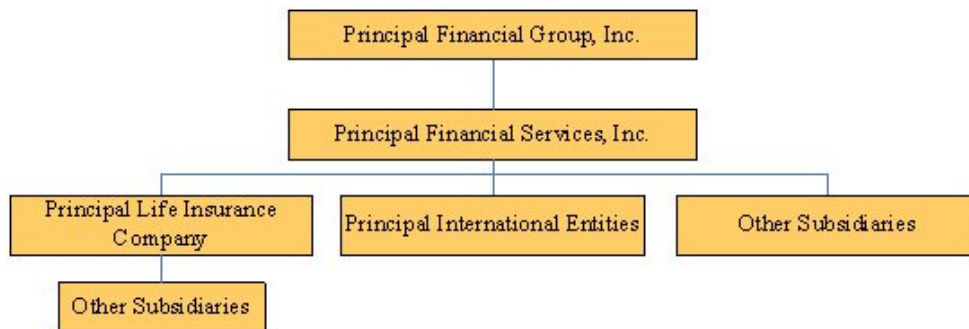 Principal Financial Group, Inc.
Principal Financial Services, Inc.
Principal Life Insurance
Company
Principal International Entities
Other Subsidiaries
Other Subsidiaries